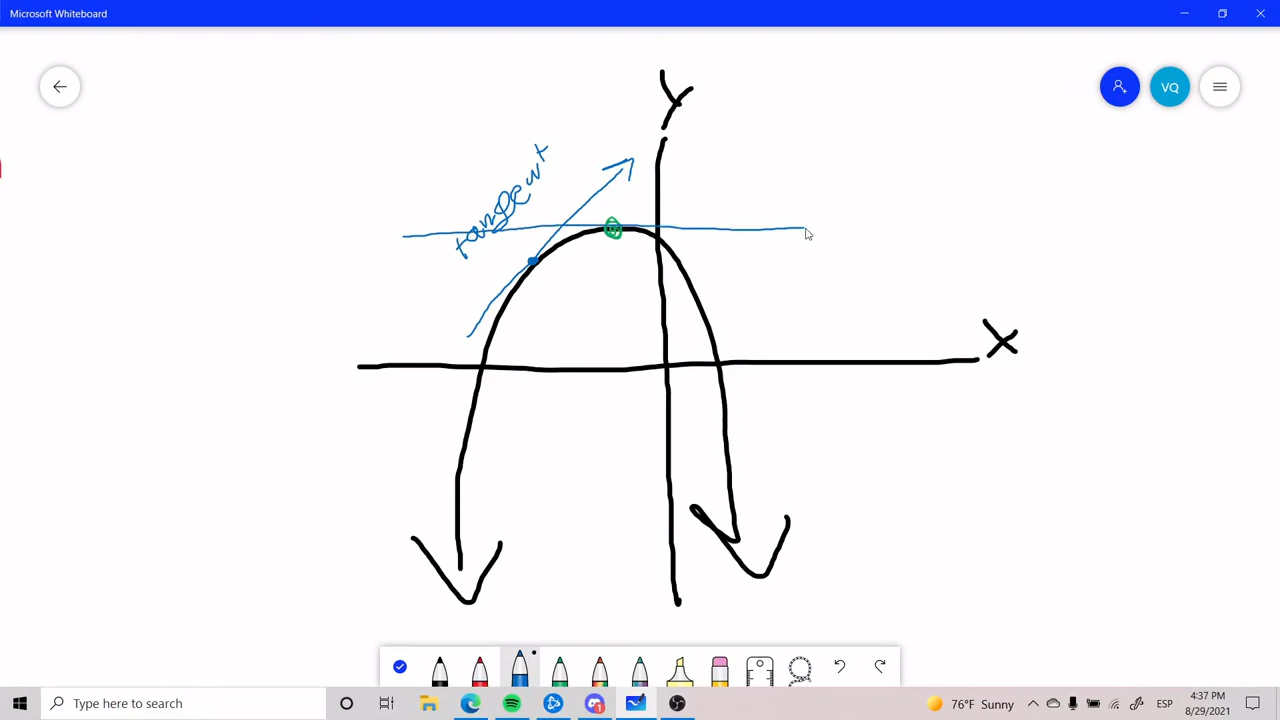 Microsoft Whiteboard
VQ
Y
tangent
X
Type here to search
76°F Sunny
ESP
4:37 PM
8/29/2021